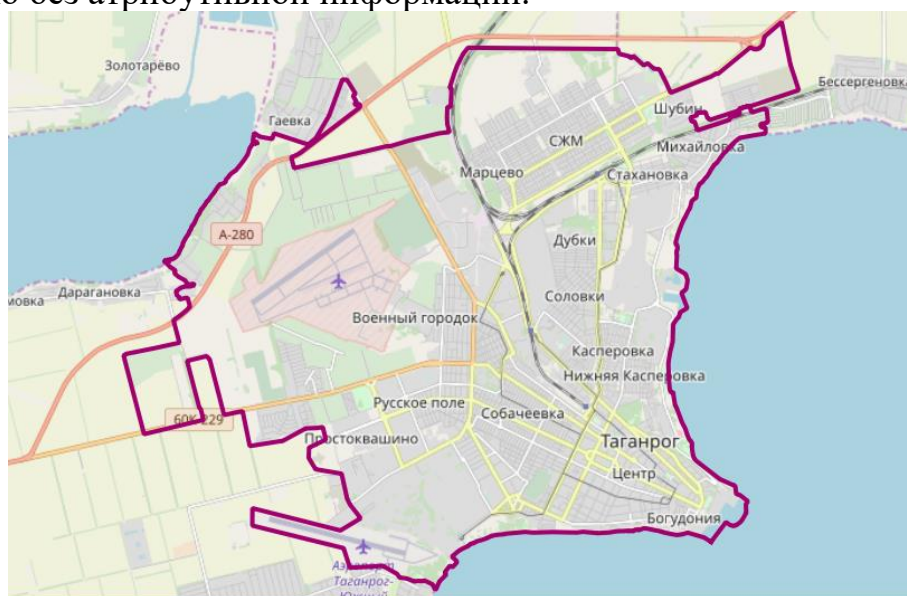 о без атрибутивной информации.
Золотарёво
Гаевка
Бессергеновка
Шубин
СЖМ
Михайловка
Марцево
Стахановка
А-280
Дубки
Дарагановка
мовка
Соловки
Военный городок
Касперовка
Нижняя Касперовка
Русское поле
Собачеевка
60К-229
Простоквашино
Таганрог
Центр
Богудония
Аэропорт
Таганрог-
Южный